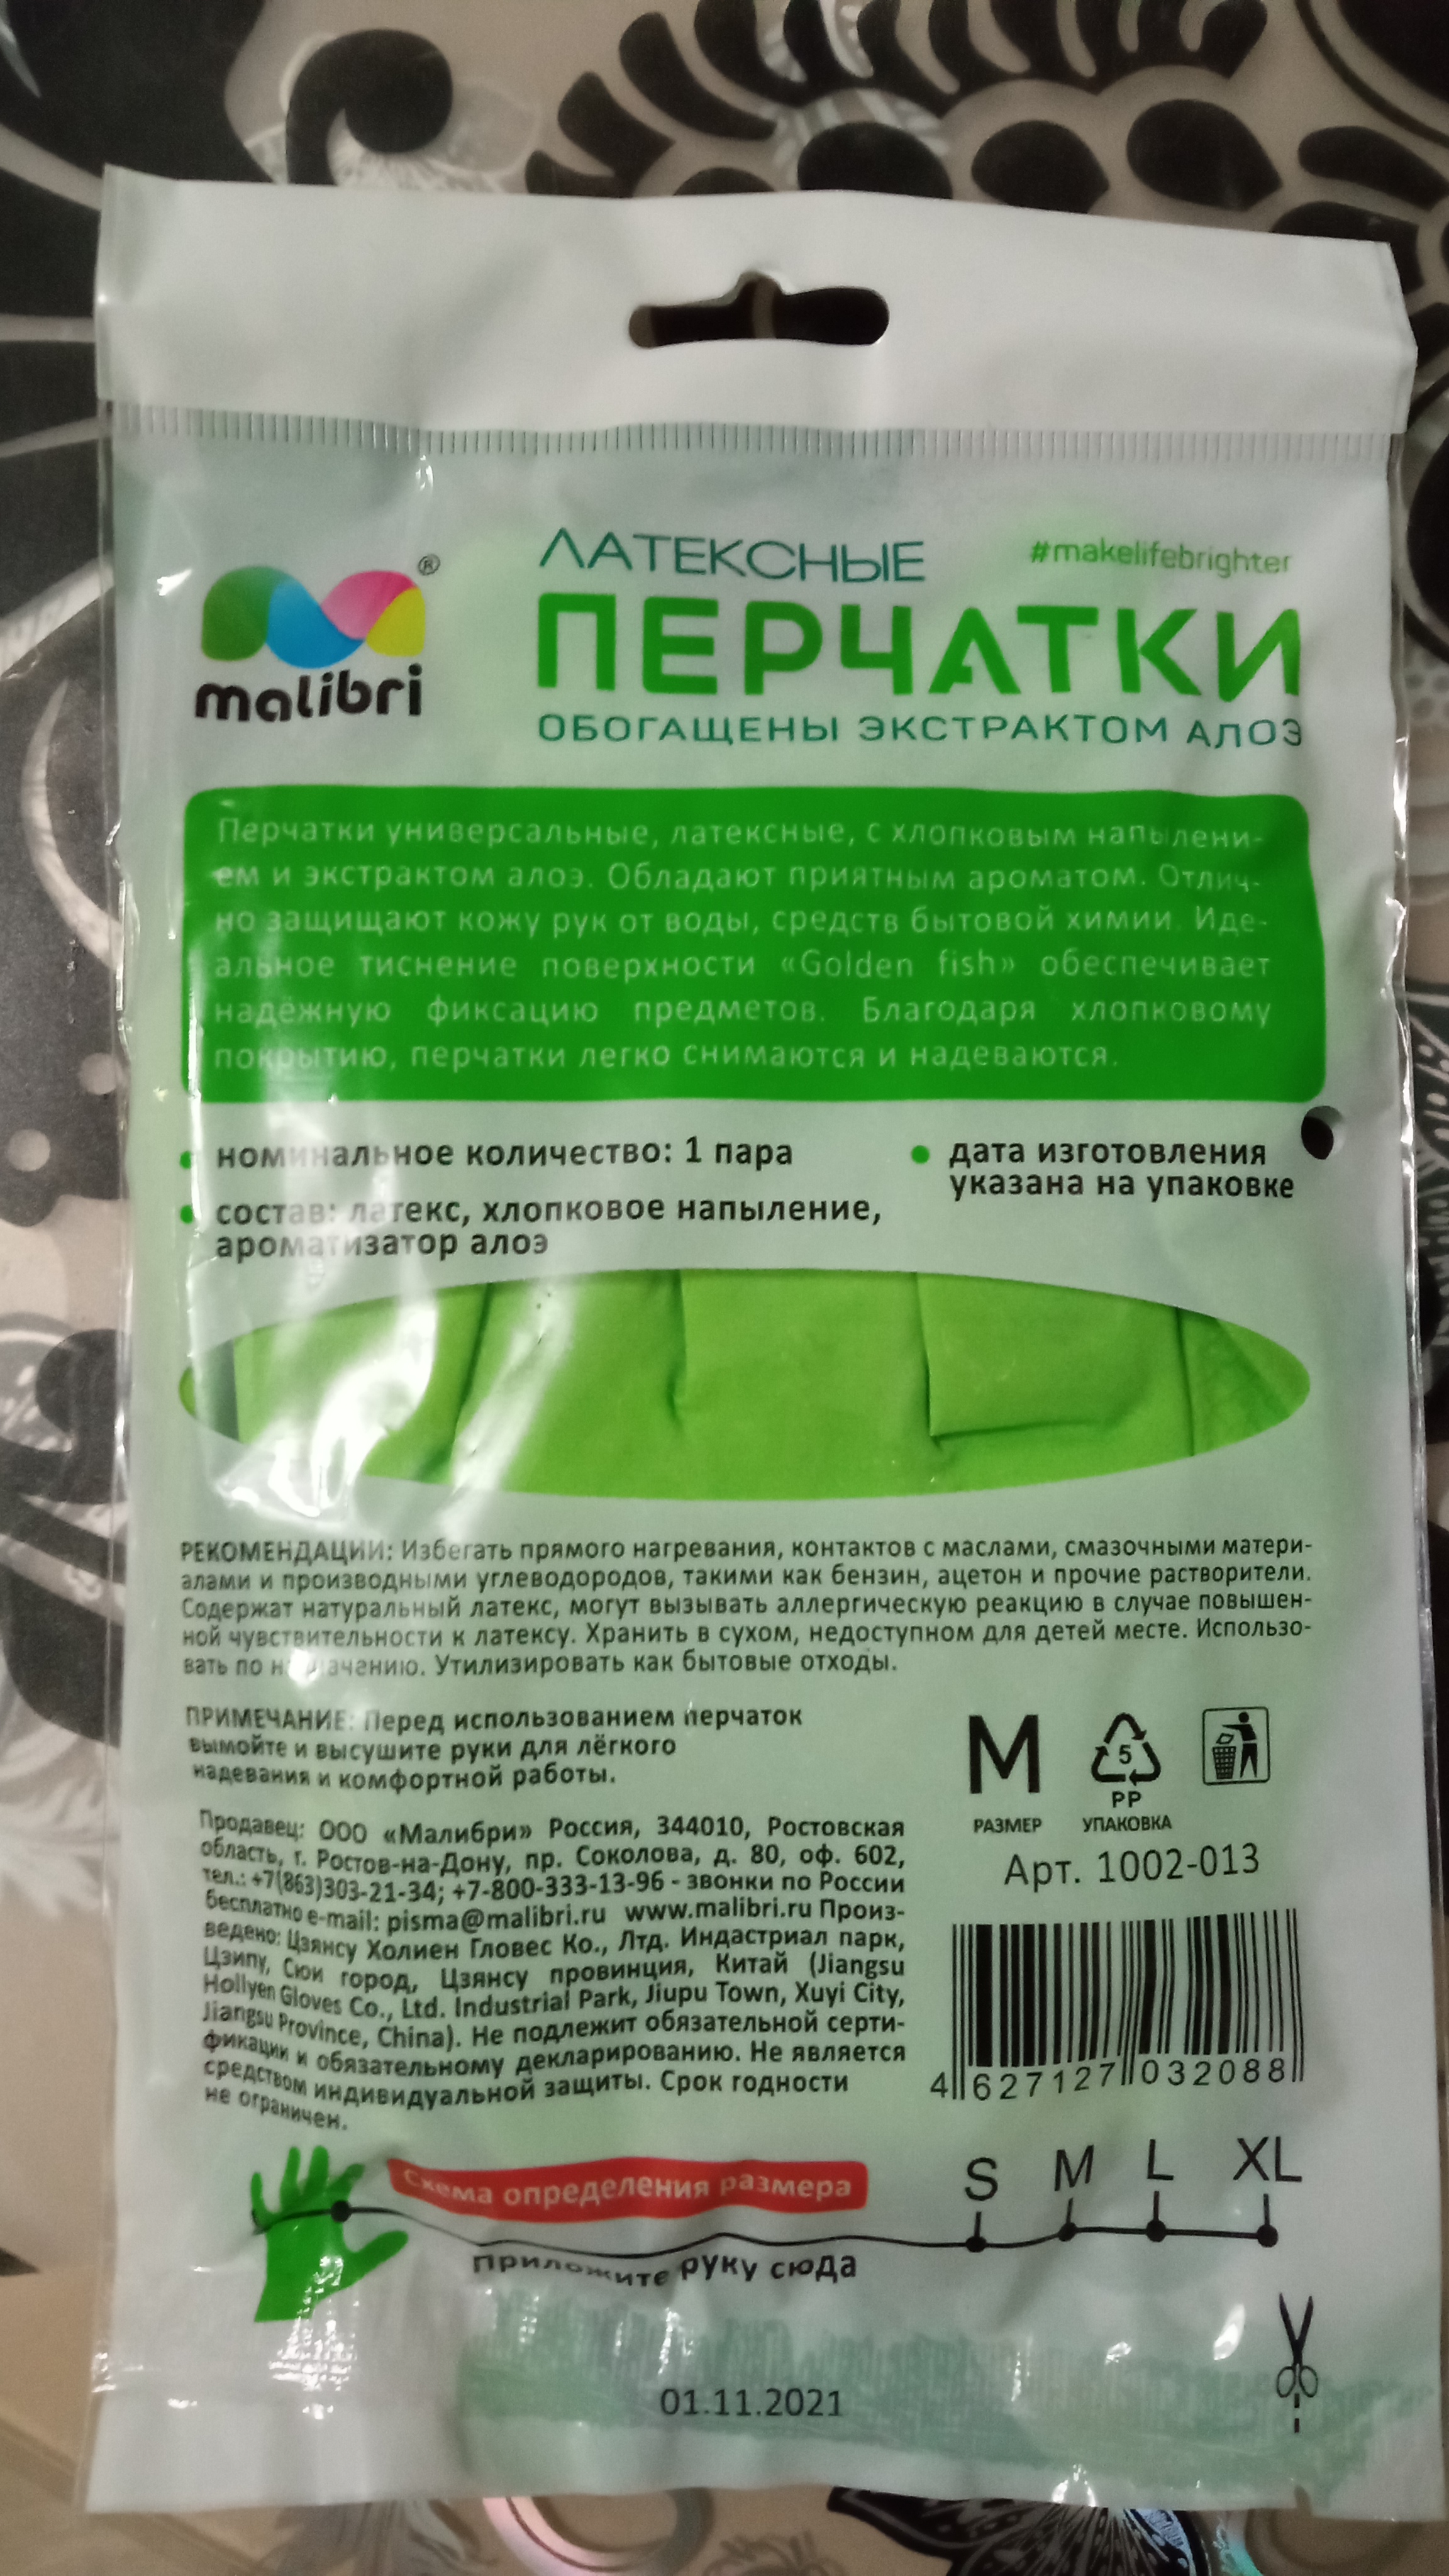 ЛАТЕКСНЫЕ
#makelifebrighter
®
malibri
ПЕРЧАТКИ
ОБОГАЩЕНЫ ЭКСТРАКТОМ АЛОЭ
Перчатки универсальные, латексные, с хлопковым напылени-
ем и экстрактом алоэ. Обладают приятным ароматом. Отлич-
но защищают кожу рук от воды, средств бытовой химии. Иде-
альное тиснение поверхности «Golden fish» обеспечивает
надёжную фиксацию предметов. Благодаря хлопковому
покрытию, перчатки легко снимаются и надеваются.
номинальное количество: 1 пара
состав: латекс, хлопковое напыление,
ароматизатор алоэ
дата изготовления
указана на упаковке
РЕКОМЕНДАЦИИ: Избегать прямого нагревания, контактов с маслами, смазочными матери-
алами и производными углеводородов, такими как бензин, ацетон и прочие растворители.
Содержат натуральный латекс, могут вызывать аллергическую реакцию в случае повышен-
ной чувствительности к латексу. Хранить в сухом, недоступном для детей месте. Использо-
вать по назначению. Утилизировать как бытовые отходы.
ПРИМЕЧАНИЕ: Перед использованием перчаток
вымойте и высушите руки для лёгкого
надевания и комфортной работы.
M
РАЗМЕР
5
PP
УПАКОВКА
Арт. 1002-013
Продавец: ООО «Малибри» Россия, 344010, Ростовская
область, г. Ростов-на-Дону, пр. Соколова, д. 80, оф. 602,
тел.: +7(863)303-21-34; +7-800-333-13-96 - звонки по России
бесплатно e-mail: pisma@malibri.ru www.malibri.ru Произ-
ведено: Цзянсу Холиен Гловес Ко., Лтд. Индастриал парк,
Цзипу, Сюи город, Цзянсу провинция, Китай (Jiangsu
Hollyen Gloves Co., Ltd. Industrial Park, Jiupu Town, Xuyi City,
Jiangsu Province, China). Не подлежит обязательной серти-
фикации и обязательному декларированию. Не является
средством индивидуальной защиты. Срок годности
не ограничен.
4 627127 032088
Схема определения размера
Приложите руку сюда
S M L XL
01.11.2021